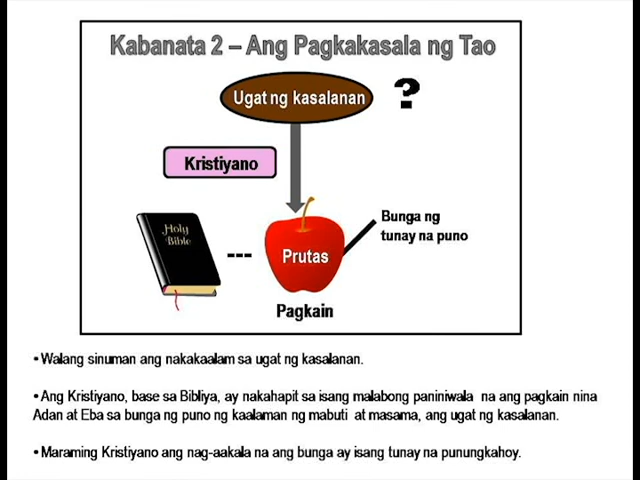 Kabanata 2 – Ang Pagkakasala ng Tao
Ugat ng kasalanan
?
Kristiyano
Holy
Bible
---
Prutas
Bunga ng
tunay na puno
Pagkain
• Walang sinuman ang nakakaalam sa ugat ng kasalanan.
• Ang Kristiyano, base sa Bibliya, ay nakahapit sa isang malabong paniniwala na ang pagkain nina
Adan at Eba sa bunga ng puno ng kaalaman ng mabuti at masama, ang ugat ng kasalanan.
• Maraming Kristiyano ang nag-aakala na ang bunga ay isang tunay na punungkahoy.